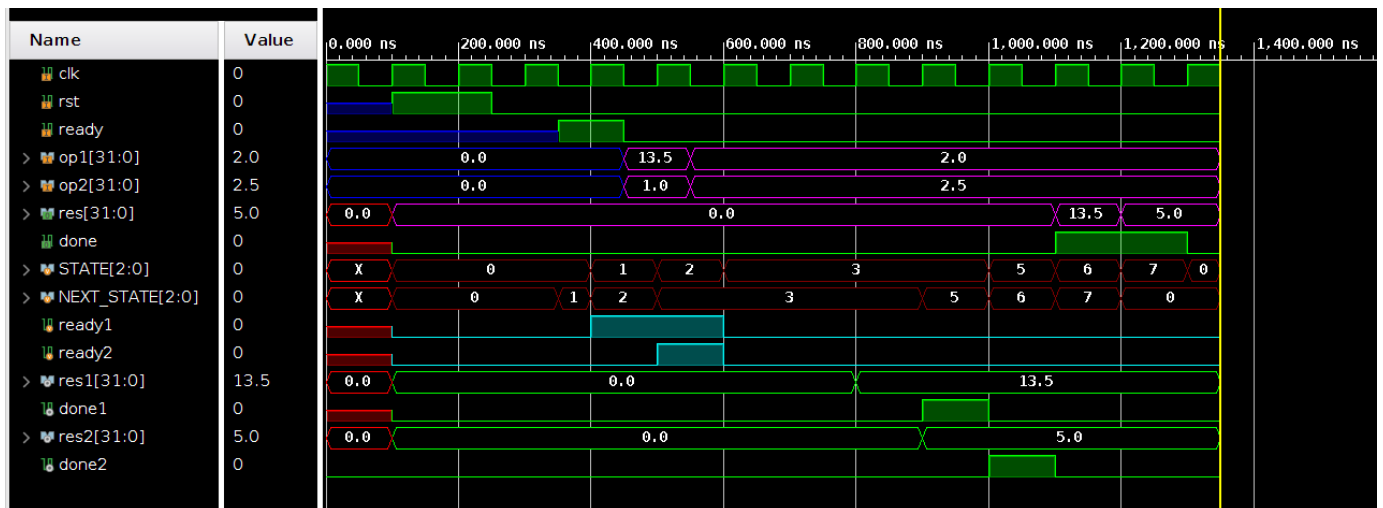 Name Value 0.000 ns 200.000 ns 400.000 ns 600.000 ns 800.000 ns 1,000.000 ns 1,200.000 ns 1,400.000 ns
clk 0
rst 0
ready 0
> op1[31:0] 2.0 0.0 13.5 2.0
> op2[31:0] 2.5 0.0 1.0 2.5
> res[31:0] 5.0 0.0 0.0 13.5 5.0
done 0
> STATE[2:0] 0 X 0 1 2 3 5 6 7 0
> NEXT_STATE[2:0] 0 X 0 1 2 3 5 6 7 0
ready1 0
ready2 0
> res1[31:0] 13.5 0.0 0.0 13.5
done1 0
> res2[31:0] 5.0 0.0 0.0 5.0
done2 0